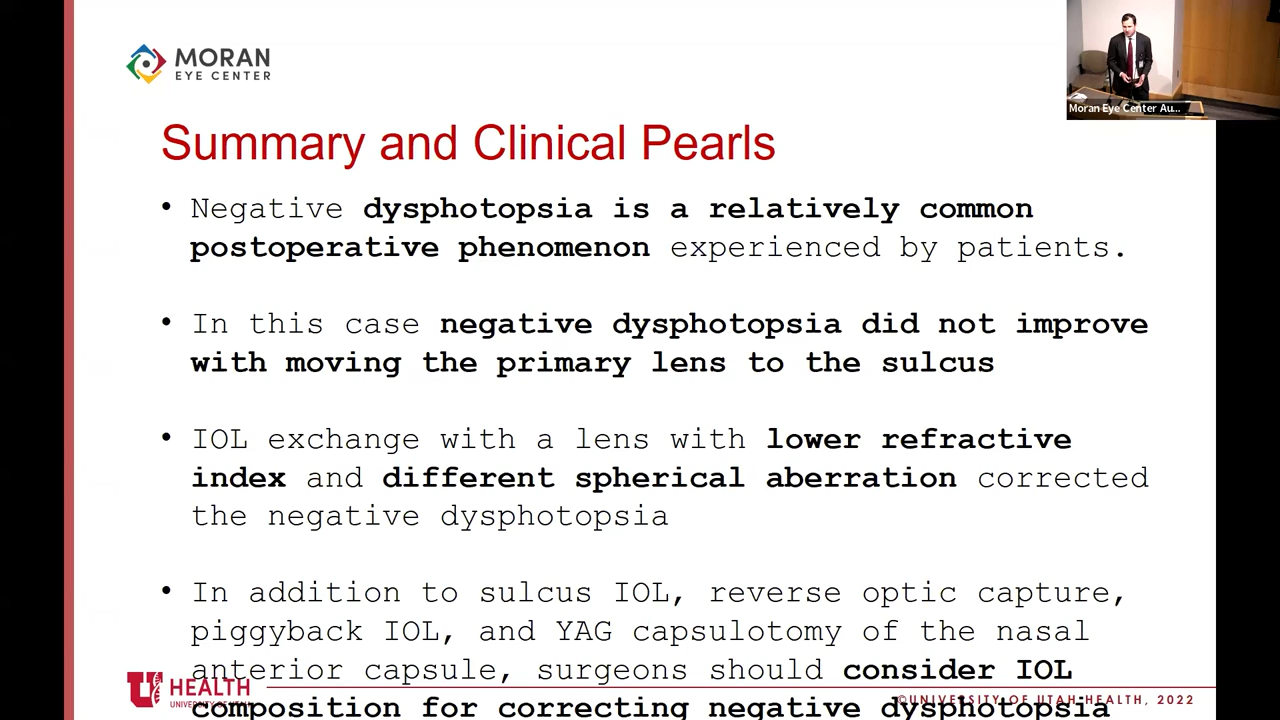 MORAN
EYE CENTER
Moran Eye Center Au...
Summary and Clinical Pearls
• Negative dysphotopsia is a relatively common
postoperative phenomenon experienced by patients.
• In this case negative dysphotopsia did not improve
with moving the primary lens to the sulcus
• IOL exchange with a lens with lower refractive
index and different spherical aberration corrected
the negative dysphotopsia
• In addition to sulcus IOL, reverse optic capture,
piggyback IOL, and YAG capsulotomy of the nasal
anterior capsule, surgeons should consider IOL
composition for correcting negative dysphotopsia
U HEALTH
©UNIVERSITY OF UTAH HEALTH, 2022